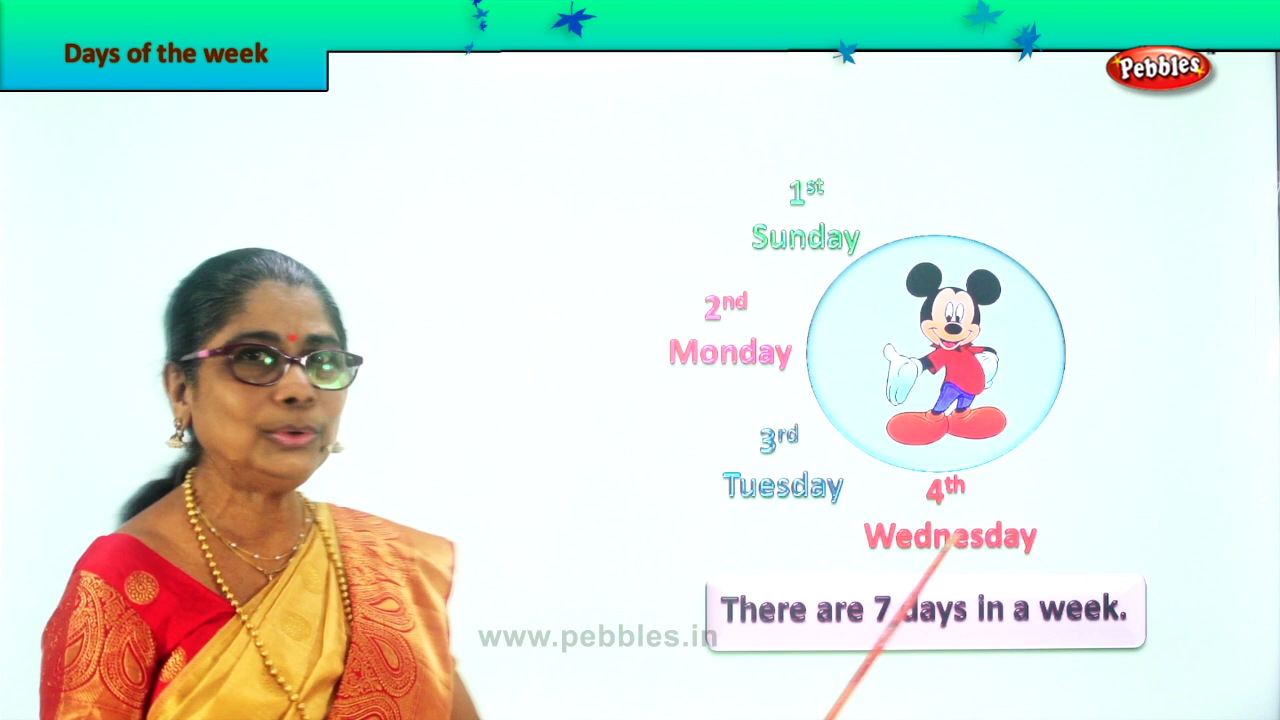 Days of the week
Pebbles
1st
Sunday
2nd
Monday
3rd
Tuesday
4th
Wednesday
There are 7 days in a week.
www.pebbles.in